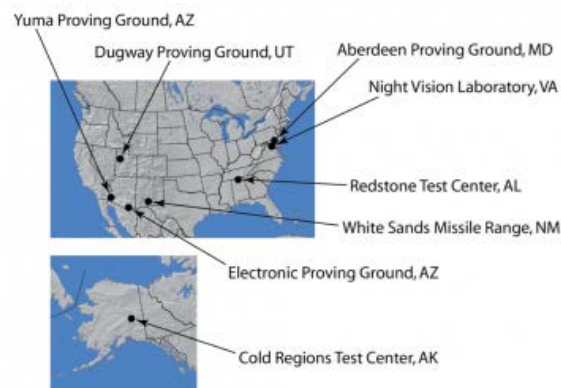 Yuma Proving Ground, AZ
Dugway Proving Ground, UT
Aberdeen Proving Ground, MD
Night Vision Laboratory, VA
Redstone Test Center, AL
White Sands Missile Range, NM
Electronic Proving Ground, AZ
Cold Regions Test Center, AK